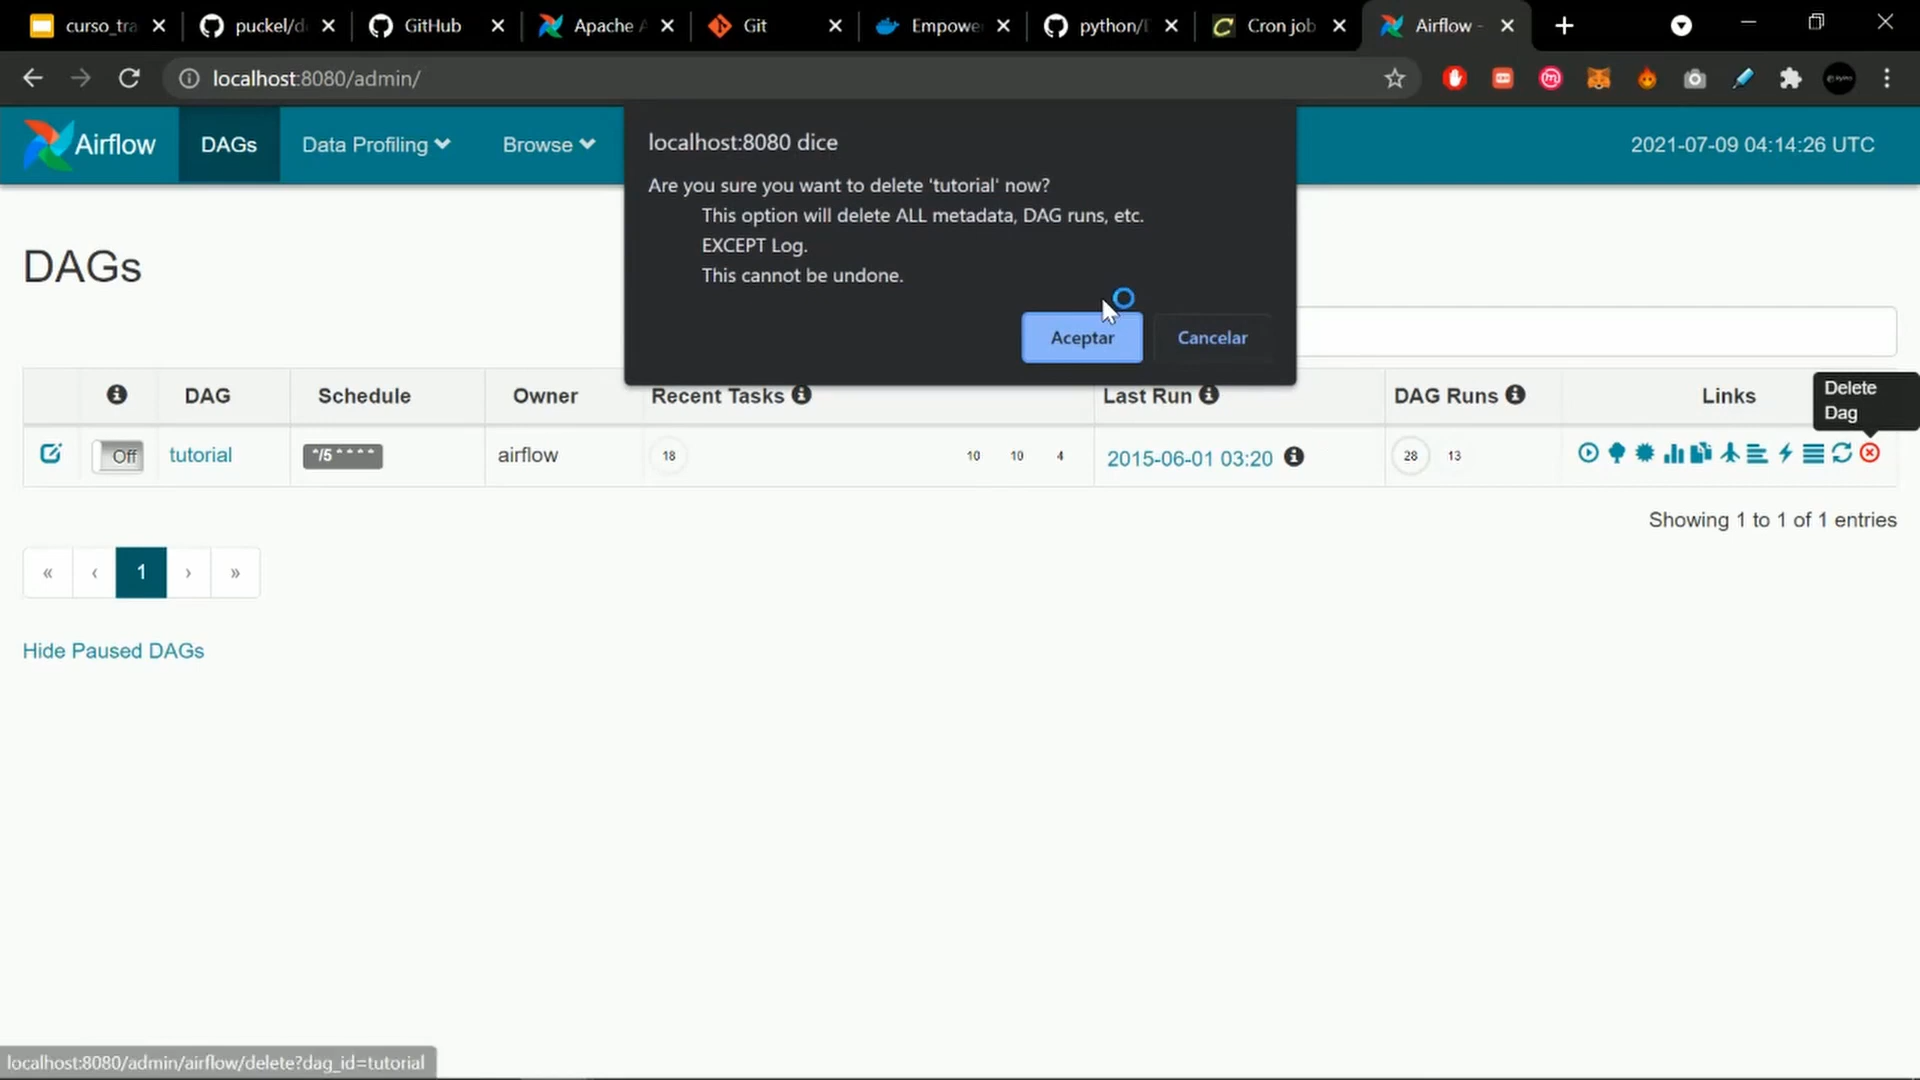 curso_tra
puckel/d
GitHub
Apache A
Git
Empowe
python/
Cron job
Airflow -
localhost:8080/admin/
Airflow
DAGs
Data Profiling
Browse
2021-07-09 04:14:26 UTC
localhost:8080 dice
Are you sure you want to delete 'tutorial' now?
This option will delete ALL metadata, DAG runs, etc.
EXCEPT Log.
This cannot be undone.
Aceptar
Cancelar
DAGs
Delete
Dag
DAG
Schedule
Owner
Recent Tasks
Last Run
DAG Runs
Links
Off
tutorial
*/5 * * * *
airflow
18
10
10
4
2015-06-01 03:20
28
13
Showing 1 to 1 of 1 entries
«
‹
1
›
»
Hide Paused DAGs
localhost:8080/admin/airflow/delete?dag_id=tutorial